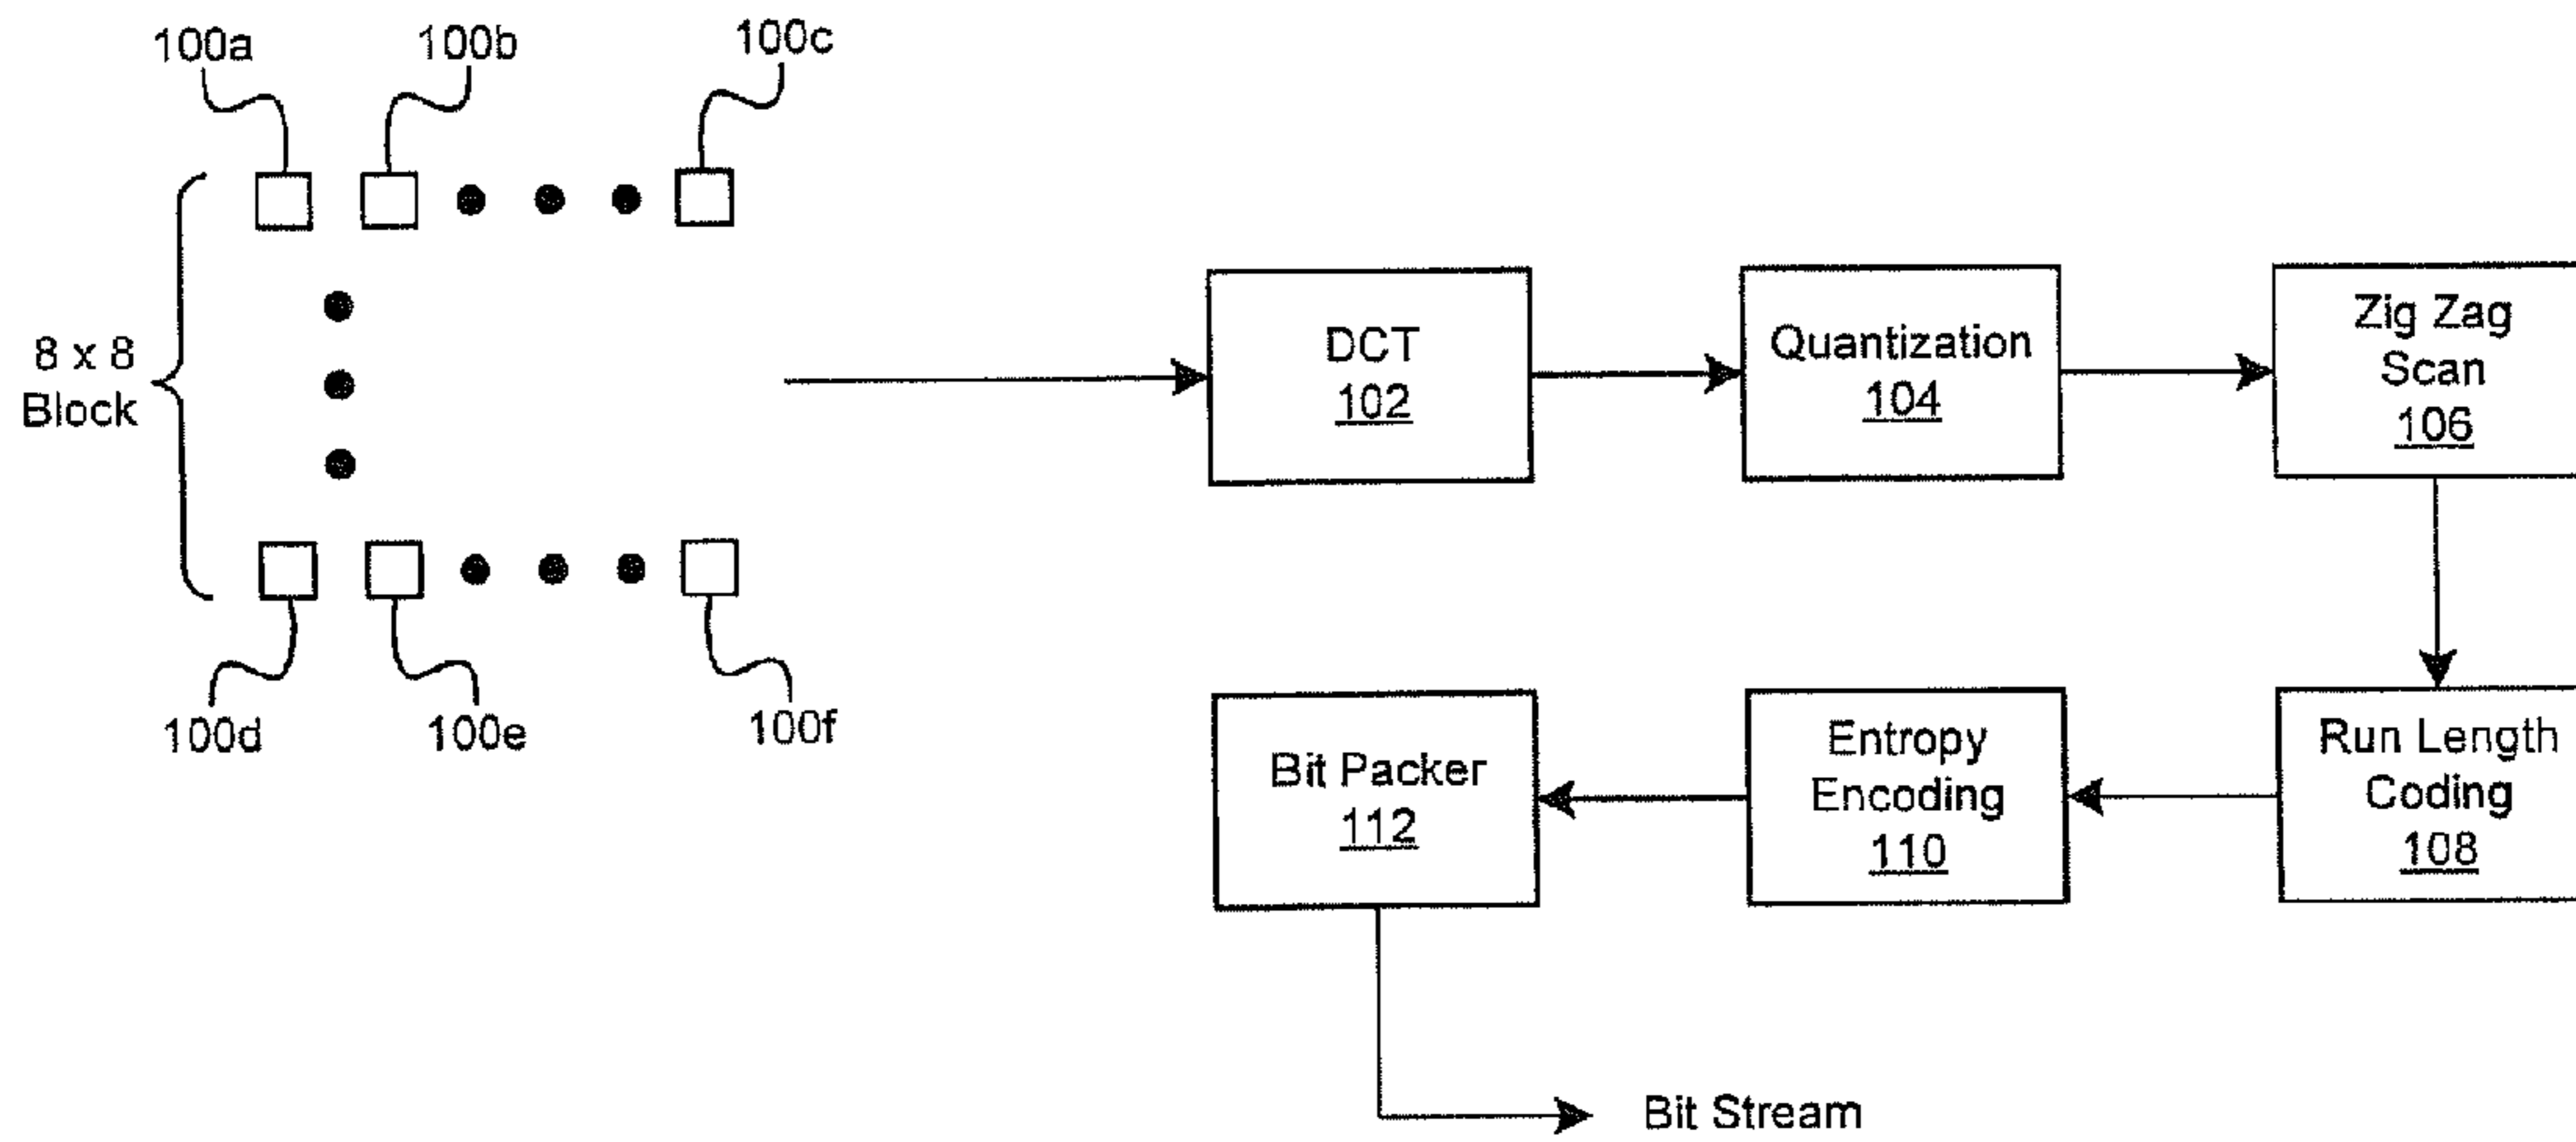 100a
100b
100c
8 x 8
Block
100d
100e
100f
DCT
102
Quantization
104
Zig Zag
Scan
106
Run Length
Coding
108
Entropy
Encoding
110
Bit Packer
112
Bit Stream